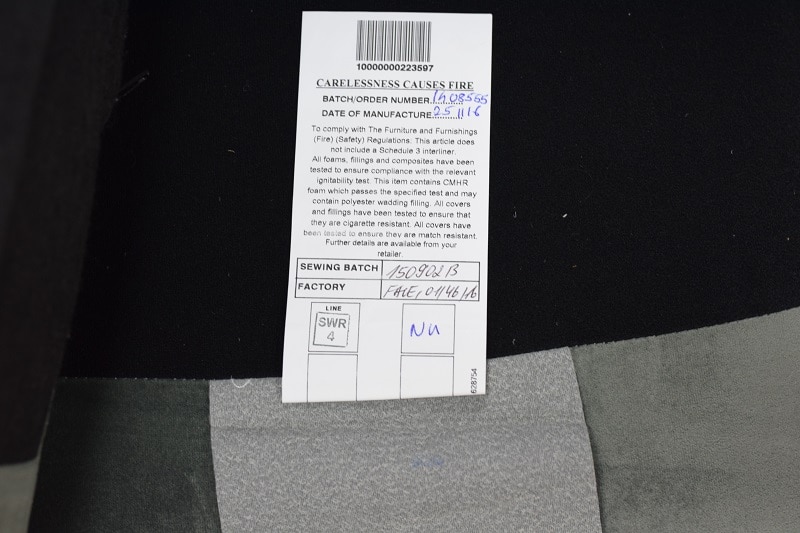 10000000223597
CARELESSNESS CAUSES FIRE
BATCH/ORDER NUMBER
DATE OF MANUFACTURE 25 11 16
To comply with The Furniture and Furnishings
(Fire) (Safety) Regulations: This article does
not include a Schedule 3 interliner.
All foams, fillings and composites have been
tested to ensure compliance with the relevant
ignitability test. This item contains CMHR
foam which passes the specified test and may
contain polyester wadding filling. All covers
and fillings have been tested to ensure that
they are cigarette resistant. All covers have
been tested to ensure they are match resistant.
Further details are available from your
retailer.
SEWING BATCH 150902B
FACTORY
LINE
SWR
4
628754